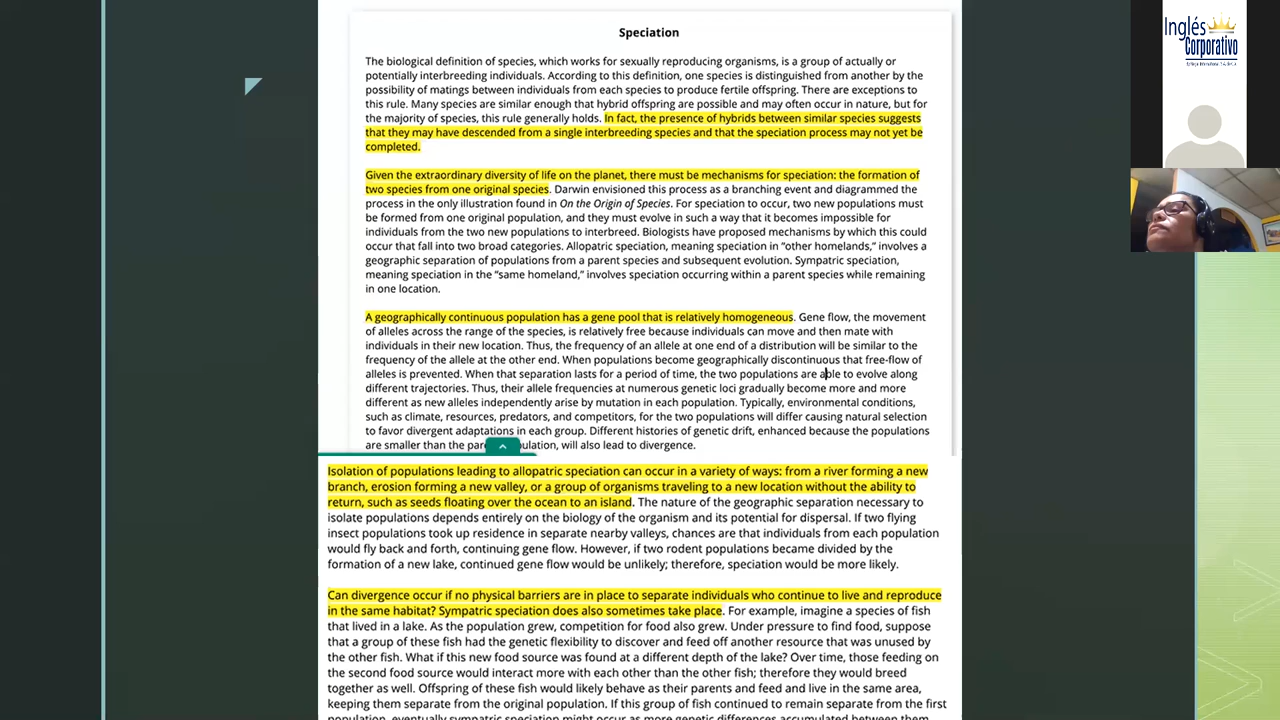 Speciation
The biological definition of species, which works for sexually reproducing organisms, is a group of actually or
potentially interbreeding individuals. According to this definition, one species is distinguished from another by the
possibility of matings between individuals from each species to produce fertile offspring. There are exceptions to
this rule. Many species are similar enough that hybrid offspring are possible and may often occur in nature, but for
the majority of species, this rule generally holds. In fact, the presence of hybrids between similar species suggests
that they may have descended from a single interbreeding species and that the speciation process may not yet be
completed.
Given the extraordinary diversity of life on the planet, there must be mechanisms for speciation: the formation of
two species from one original species. Darwin envisioned this process as a branching event and diagrammed the
process in the only illustration found in On the Origin of Species. For speciation to occur, two new populations must
be formed from one original population, and they must evolve in such a way that it becomes impossible for
individuals from the two new populations to interbreed. Biologists have proposed mechanisms by which this could
occur that fall into two broad categories. Allopatric speciation, meaning speciation in “other homelands,” involves a
geographic separation of populations from a parent species and subsequent evolution. Sympatric speciation,
meaning speciation in the “same homeland,” involves speciation occurring within a parent species while remaining
in one location.
A geographically continuous population has a gene pool that is relatively homogeneous. Gene flow, the movement
of alleles across the range of the species, is relatively free because individuals can move and then mate with
individuals in their new location. Thus, the frequency of an allele at one end of a distribution will be similar to the
frequency of the allele at the other end. When populations become geographically discontinuous that free-flow of
alleles is prevented. When that separation lasts for a period of time, the two populations are able to evolve along
different trajectories. Thus, their allele frequencies at numerous genetic loci gradually become more and more
different as new alleles independently arise by mutation in each population. Typically, environmental conditions,
such as climate, resources, predators, and competitors, for the two populations will differ causing natural selection
to favor divergent adaptations in each group. Different histories of genetic drift, enhanced because the populations
are smaller than the pulation, will also lead to divergence.
Isolation of populations leading to allopatric speciation can occur in a variety of ways: from a river forming a new
branch, erosion forming a new valley, or a group of organisms traveling to a new location without the ability to
return, such as seeds floating over the ocean to an island. The nature of the geographic separation necessary to
isolate populations depends entirely on the biology of the organism and its potential for dispersal. If two flying
insect populations took up residence in separate nearby valleys, chances are that individuals from each population
would fly back and forth, continuing gene flow. However, if two rodent populations became divided by the
formation of a new lake, continued gene flow would be unlikely; therefore, speciation would be more likely.
Can divergence occur if no physical barriers are in place to separate individuals who continue to live and reproduce
in the same habitat? Sympatric speciation does also sometimes take place. For example, imagine a species of fish
that lived in a lake. As the population grew, competition for food also grew. Under pressure to find food, suppose
that a group of these fish had the genetic flexibility to discover and feed off another resource that was unused by
the other fish. What if this new food source was found at a different depth of the lake? Over time, those feeding on
the second food source would interact more with each other than the other fish; therefore they would breed
together as well. Offspring of these fish would likely behave as their parents and feed and live in the same area,
keeping them separate from the original population. If this group of fish continued to remain separate from the first
population, eventually sympatric speciation might occur as more genetic differences accumulated between them.
Inglés
Corporativo